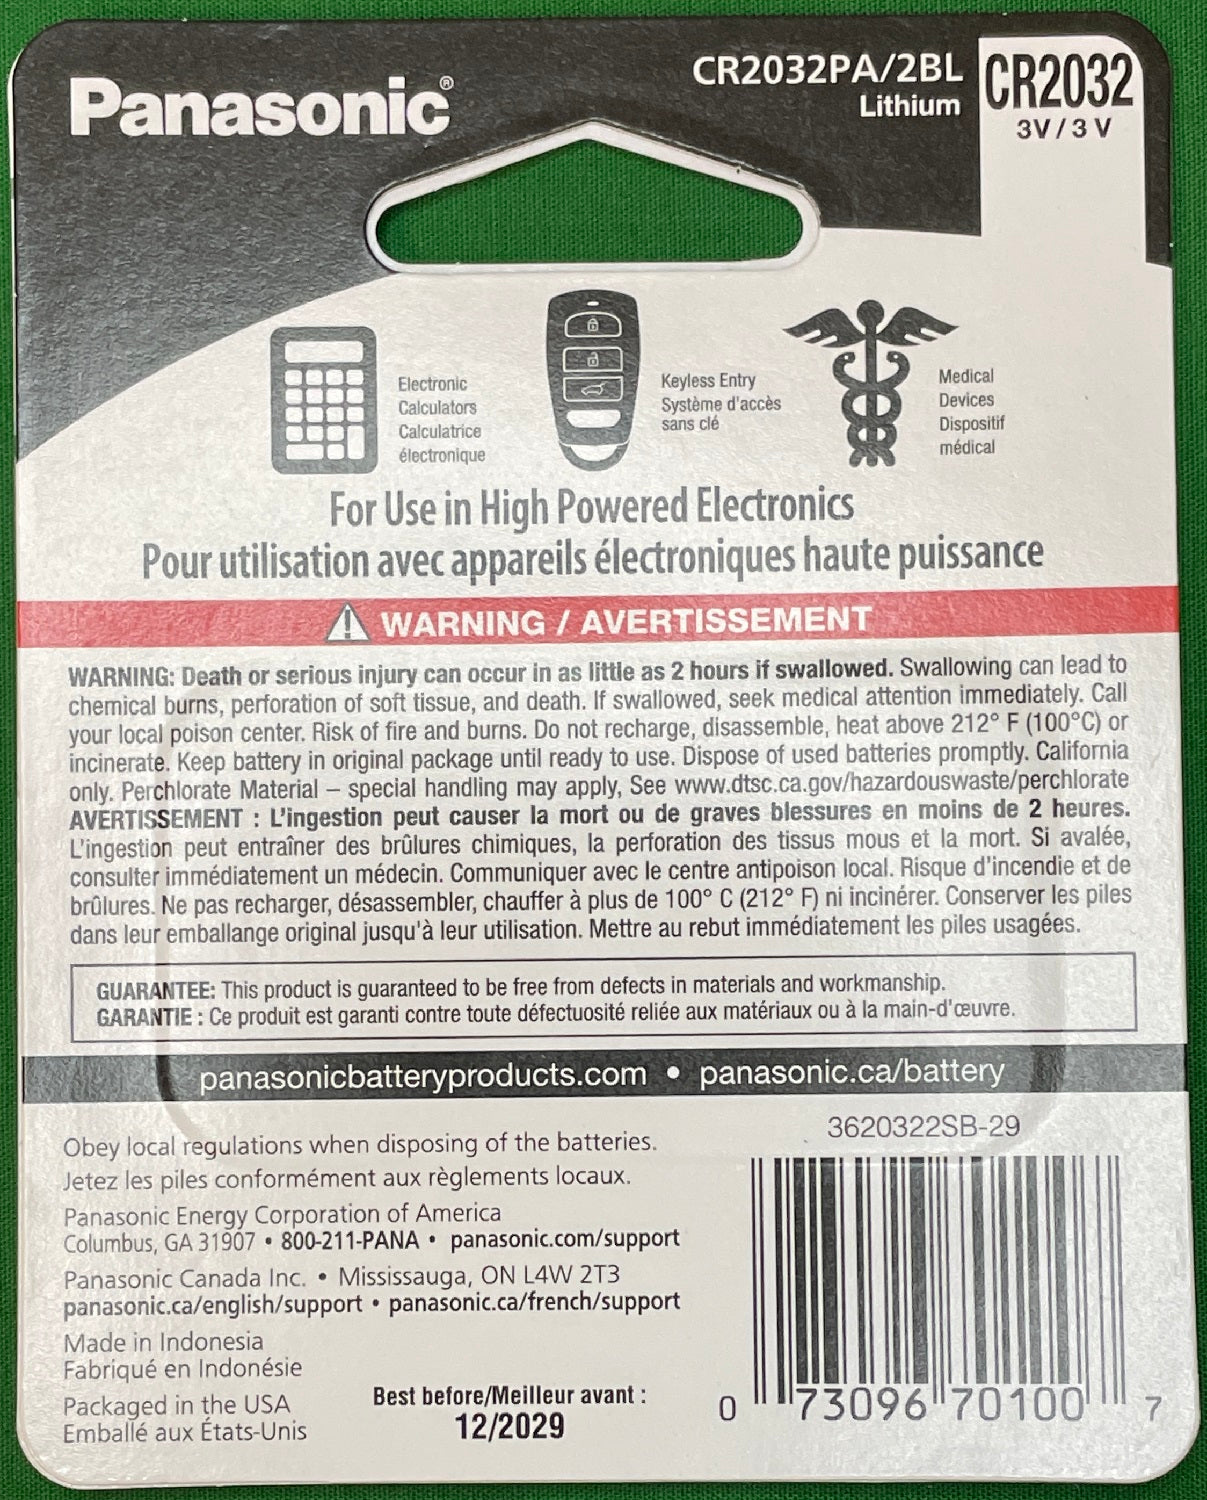 Panasonic®
CR2032PA/2BL
Lithium
CR2032
3V / 3 V
Electronic
Calculators
Calculatrice
électronique
Keyless Entry
Système d'accès
sans clé
Medical
Devices
Dispositif
médical
For Use in High Powered Electronics
Pour utilisation avec appareils électroniques haute puissance
WARNING / AVERTISSEMENT
WARNING: Death or serious injury can occur in as little as 2 hours if swallowed. Swallowing can lead to
chemical burns, perforation of soft tissue, and death. If swallowed, seek medical attention immediately. Call
your local poison center. Risk of fire and burns. Do not recharge, disassemble, heat above 212° F (100°C) or
incinerate. Keep battery in original package until ready to use. Dispose of used batteries promptly. California
only. Perchlorate Material – special handling may apply, See www.dtsc.ca.gov/hazardouswaste/perchlorate
AVERTISSEMENT : L'ingestion peut causer la mort ou de graves blessures en moins de 2 heures.
L'ingestion peut entraîner des brûlures chimiques, la perforation des tissus mous et la mort. Si avalée,
consulter immédiatement un médecin. Communiquer avec le centre antipoison local. Risque d'incendie et de
brûlures. Ne pas recharger, désassembler, chauffer à plus de 100° C (212° F) ni incinérer. Conserver les piles
dans leur emballange original jusqu'à leur utilisation. Mettre au rebut immédiatement les piles usagées.
GUARANTEE: This product is guaranteed to be free from defects in materials and workmanship.
GARANTIE : Ce produit est garanti contre toute défectuosité reliée aux matériaux ou à la main-d'œuvre.
panasonicbatteryproducts.com • panasonic.ca/battery
Obey local regulations when disposing of the batteries.
Jetez les piles conformément aux règlements locaux.
Panasonic Energy Corporation of America
Columbus, GA 31907 • 800-211-PANA • panasonic.com/support
Panasonic Canada Inc. • Mississauga, ON L4W 2T3
panasonic.ca/english/support • panasonic.ca/french/support
Made in Indonesia
Fabriqué en Indonésie
Packaged in the USA
Emballé aux États-Unis
Best before/Meilleur avant :
12/2029
3620322SB-29
0 73096 70100 7